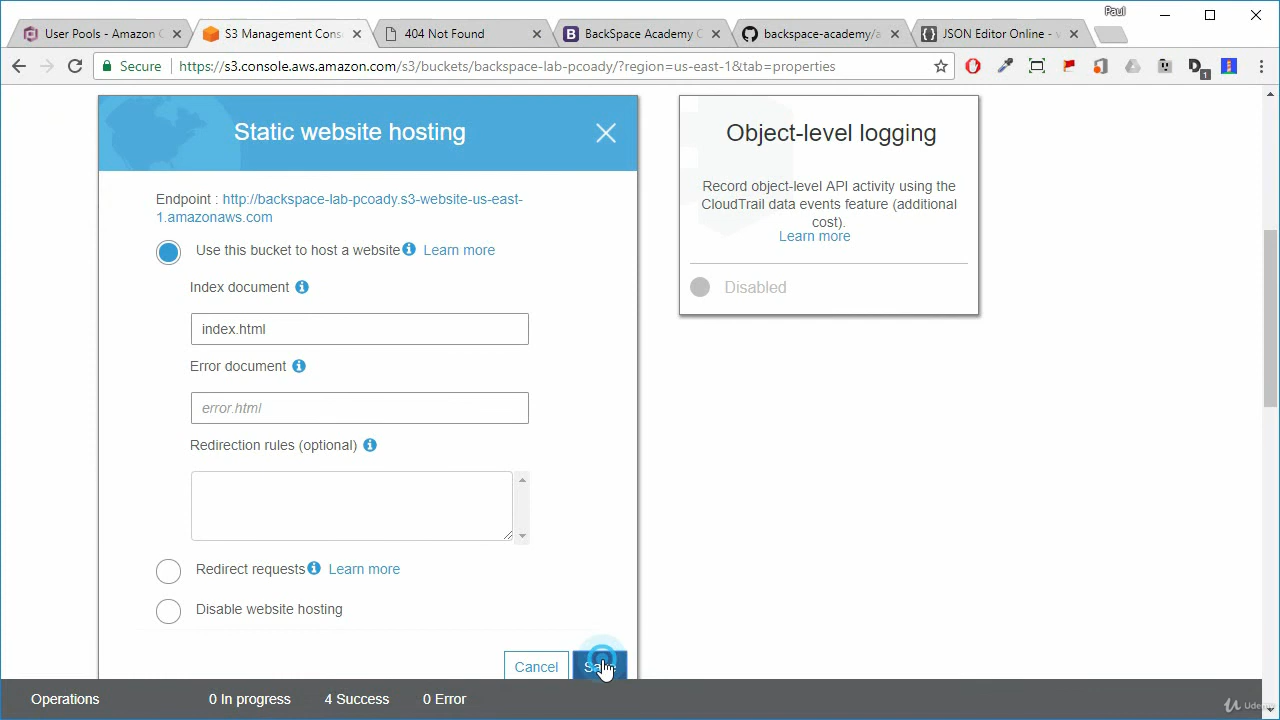 Paul
User Pools - Amazon C
S3 Management Cons
404 Not Found
BackSpace Academy C
backspace-academy/a
JSON Editor Online - v
Secure
https://s3.console.aws.amazon.com/s3/buckets/backspace-lab-pcoady/?region=us-east-1&tab=properties
Static website hosting
Endpoint : http://backspace-lab-pcoady.s3-website-us-east-
1.amazonaws.com
Use this bucket to host a website Learn more
Index document
index.html
Error document
error.html
Redirection rules (optional)
Redirect requests Learn more
Disable website hosting
Cancel
Save
Object-level logging
Record object-level API activity using the
CloudTrail data events feature (additional
cost).
Learn more
Disabled
Operations 0 In progress 4 Success 0 Error
Udemy